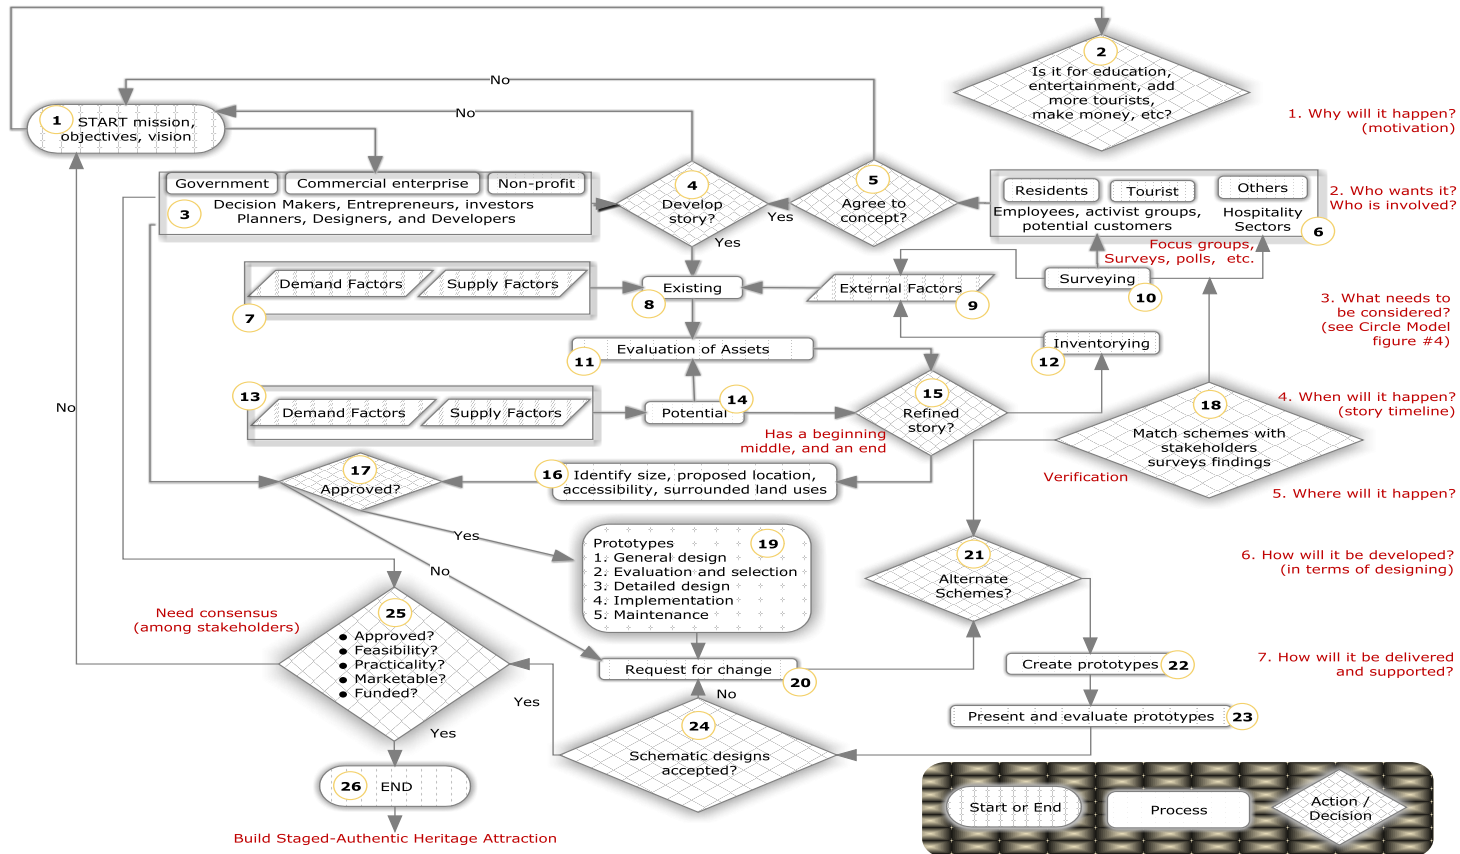 2
Is it for education,
entertainment, add
more tourists,
make money, etc?
No
No
1
START mission,
objectives, vision
1. Why will it happen?
(motivation)
Government
Commercial enterprise
Non-profit
3
Decision Makers, Entrepreneurs, investors
Planners, Designers, and Developers
4
Develop
story?
Yes
Yes
5
Agree to
concept?
Residents
Tourist
Others
Employees, activist groups,
potential customers
Hospitality
Sectors
6
2. Who wants it?
Who is involved?
Focus groups,
Surveys, polls, etc.
Demand Factors
Supply Factors
7
Existing
8
External Factors
9
Surveying
10
3. What needs to
be considered?
(see Circle Model
figure #4)
Evaluation of Assets
11
Inventorying
12
13
Demand Factors
Supply Factors
Potential
14
15
Refined
story?
Has a beginning
middle, and an end
18
Match schemes with
stakeholders
surveys findings
4. When will it happen?
(story timeline)
No
Verification
17
Approved?
16
Identify size, proposed location,
accessibility, surrounded land uses
5. Where will it happen?
Yes
No
Prototypes
19
1. General design
2. Evaluation and selection
3. Detailed design
4. Implementation
5. Maintenance
21
Alternate
Schemes?
6. How will it be developed?
(in terms of designing)
Need consensus
(among stakeholders)
25
● Approved?
● Feasibility?
● Practicality?
● Marketable?
● Funded?
Request for change
20
No
Create prototypes
22
7. How will it be delivered
and supported?
Yes
Yes
24
Schematic designs
accepted?
Present and evaluate prototypes
23
26
END
Build Staged-Authentic Heritage Attraction
Start or End
Process
Action /
Decision